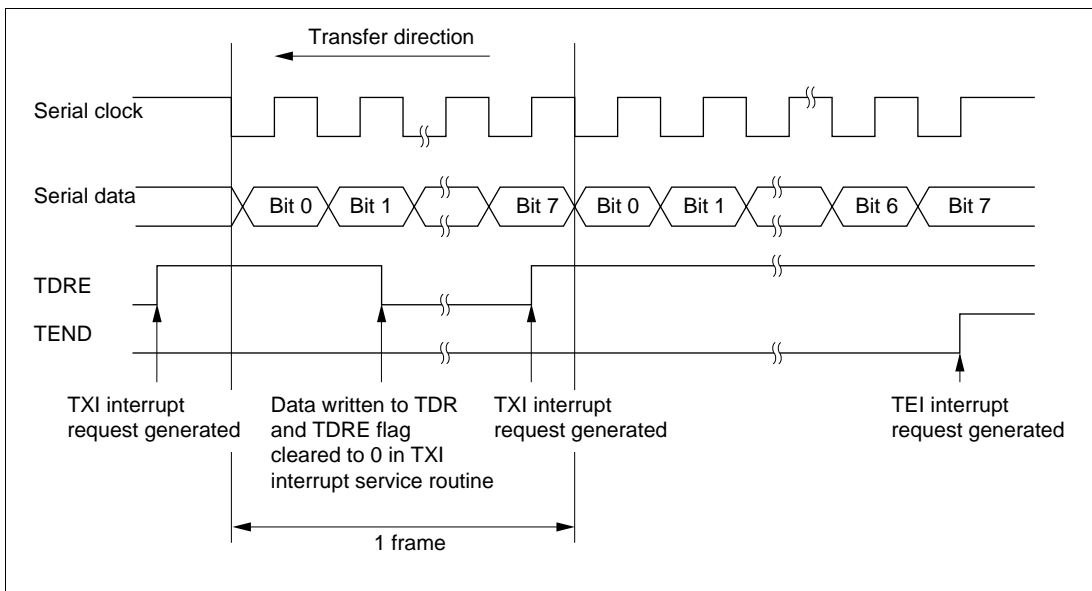 Transfer direction
Serial clock
Serial data
Bit 0
Bit 1
Bit 7
Bit 0
Bit 1
Bit 6
Bit 7
TDRE
TEND
TXI interrupt
request generated
Data written to TDR
and TDRE flag
cleared to 0 in TXI
interrupt service routine
TXI interrupt
request generated
TEI interrupt
request generated
1 frame